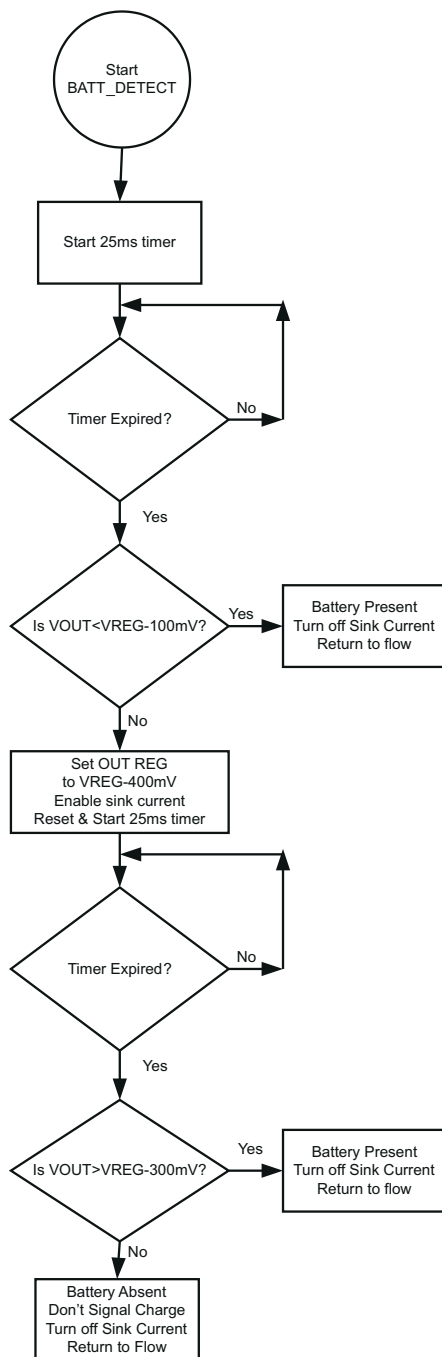 Start
BATT_DETECT
Start 25ms timer
Timer Expired?
No
Yes
Is VOUT<VREG-100mV?
Yes
Battery Present
Turn off Sink Current
Return to flow
No
Set OUT REG
to VREG-400mV
Enable sink current
Reset & Start 25ms timer
Timer Expired?
No
Yes
Is VOUT>VREG-300mV?
Yes
Battery Present
Turn off Sink Current
Return to flow
No
Battery Absent
Don't Signal Charge
Turn off Sink Current
Return to Flow